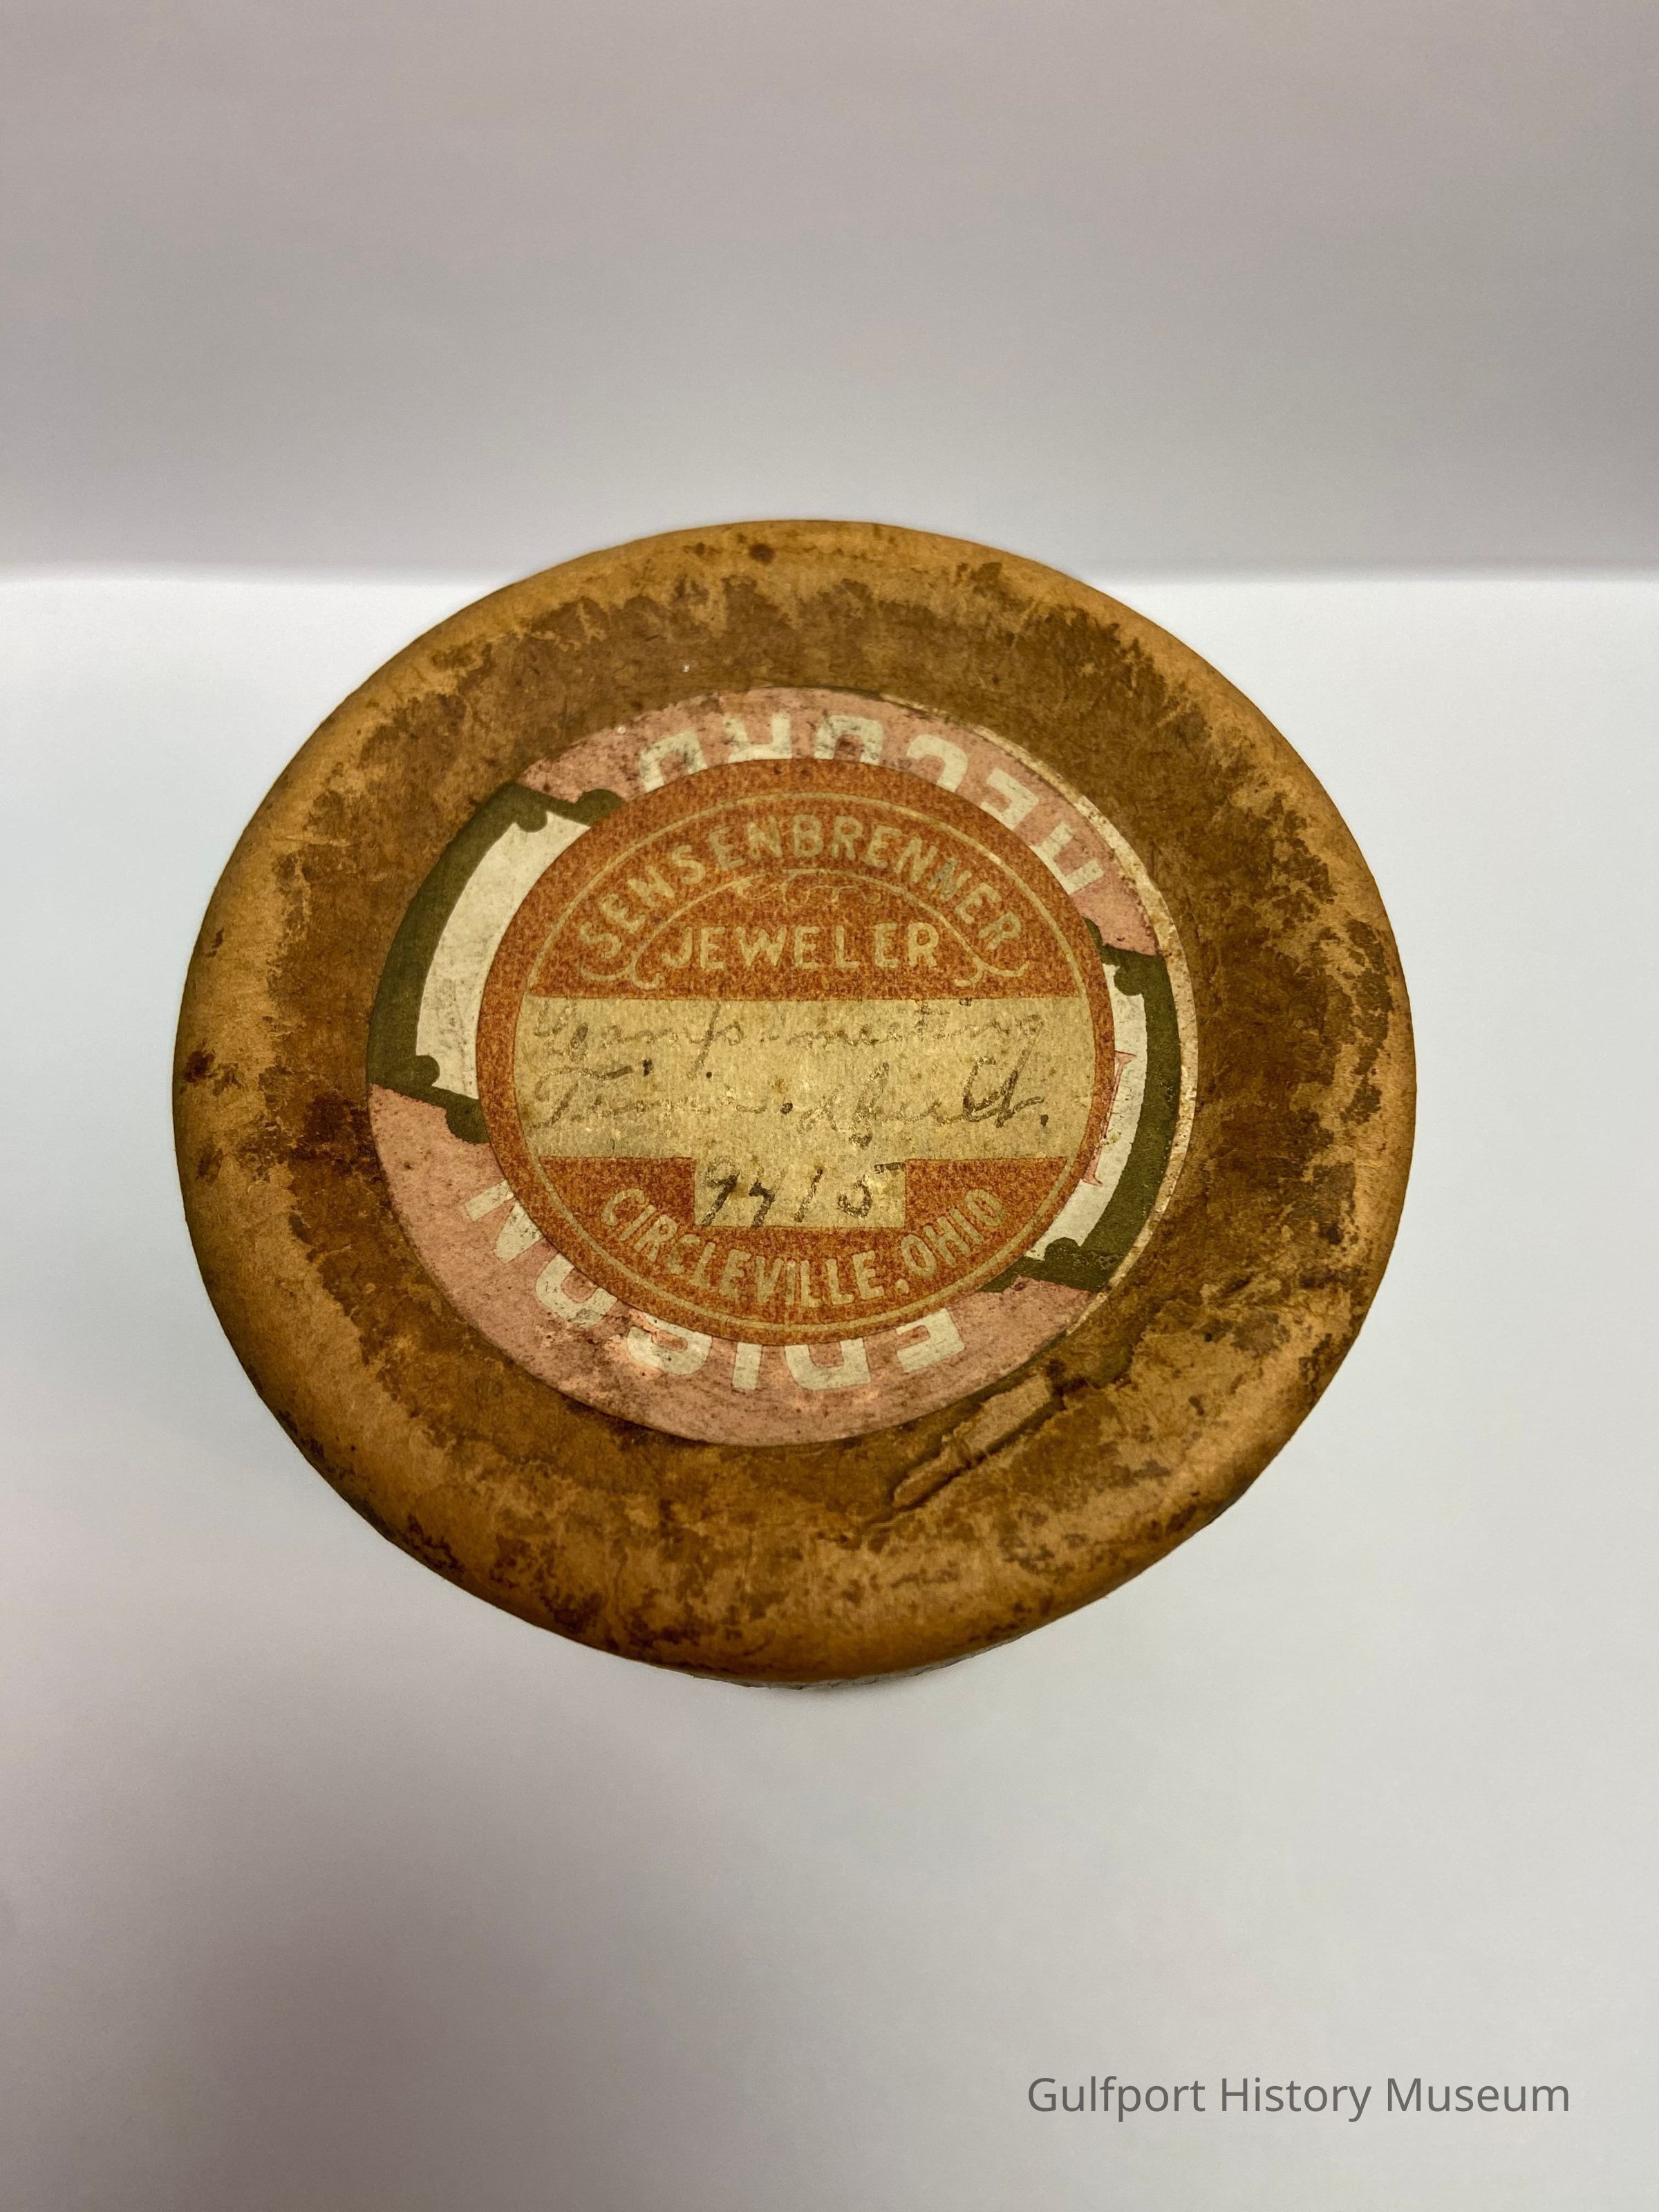 RECORD
SENSENBRENNER
JEWELER
Camp meeting
9715
CIRCLEVILLE, OHIO
EDISON
Gulfport History Museum